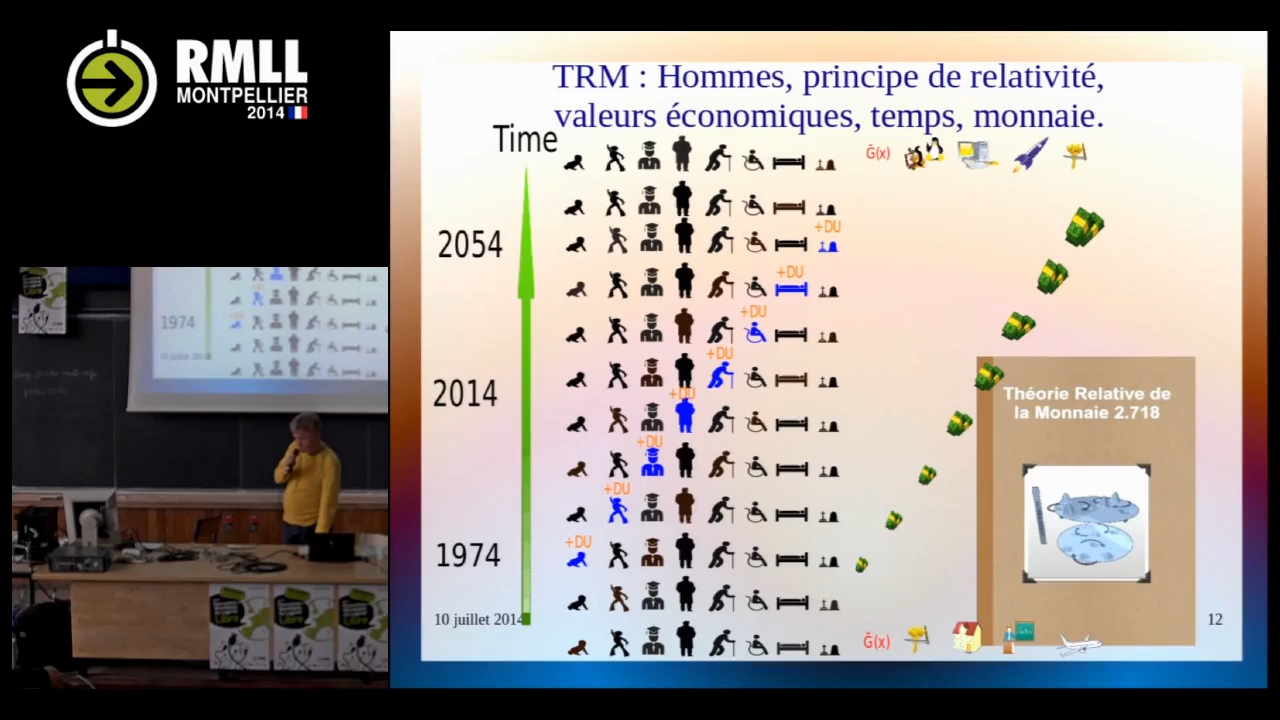 RMLL
MONTPELLIER
2014
TRM : Hommes, principe de relativité,
valeurs économiques, temps, monnaie.
Time
Ğ(x)
2054
+DU
+DU
+DU
+DU
2014
+DU
+DU
+DU
1974
+DU
Théorie Relative de
la Monnaie 2.718
10 juillet 2014
Ğ(x)
12
1974
Libre